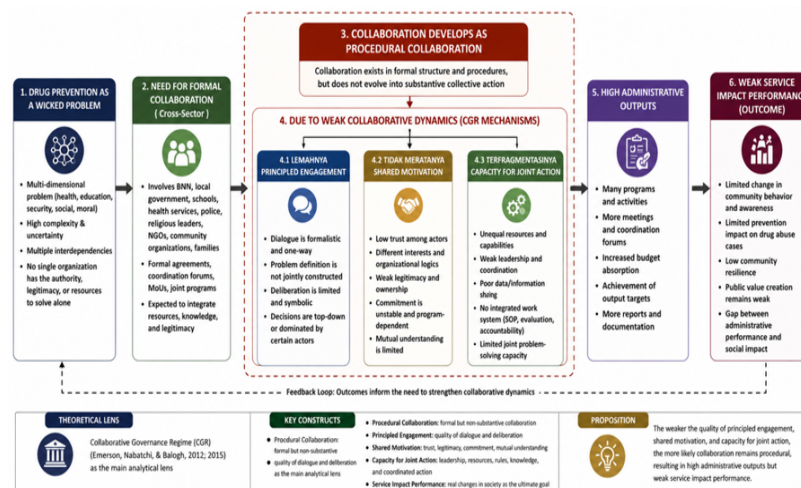 3. COLLABORATION DEVELOPS AS
PROCEDURAL COLLABORATION
Collaboration exists in formal structure and procedures,
but does not evolve into substantive collective action
1. DRUG PREVENTION AS
A WICKED PROBLEM
• Multi-dimensional
problem (health, education,
security, social, moral)
• High complexity &
uncertainty
• Multiple interdependencies
• No single organization
has the authority,
legitimacy, or resources
to solve alone
2. NEED FOR FORMAL
COLLABORATION
( Cross-Sector )
• Involves BNN, local
government, schools,
health services, police,
religious leaders,
NGOs, community
organizations, families
• Formal agreements,
coordination forums,
MoUs, joint programs
• Expected to integrate
resources, knowledge,
and legitimacy
4. DUE TO WEAK COLLABORATIVE DYNAMICS (CGR MECHANISMS)
4.1 LEMAHNYA
PRINCIPLED ENGAGEMENT
• Dialogue is formalistic
and one-way
• Problem definition is
not jointly constructed
• Deliberation is limited
and symbolic
• Decisions are top-down
or dominated by
certain actors
4.2 TIDAK MERATANYA
SHARED MOTIVATION
• Low trust among actors
• Different interests and
organizational logics
• Weak legitimacy and
ownership
• Commitment is
unstable and program-
dependent
• Mutual understanding
is limited
4.3 TERFRAGMENTASINYA
CAPACITY FOR JOINT ACTION
• Unequal resources and
capabilities
• Weak leadership and
coordination
• Poor data/information
shing
• No integrated work
system (SOP, evaluation,
accountability)
• Limited joint problem-
solving capacity
5. HIGH ADMINISTRATIVE
OUTPUTS
• Many programs
and activities
• More meetings and
coordination forums
• Increased budget
absorption
• Achievement of
output targets
• More reports and
documentation
6. WEAK SERVICE
IMPACT PERFORMANCE
(OUTCOME)
• Limited change in
community behavior
and awareness
• Limited prevention
impact on drug abuse
cases
• Low community
resilience
• Public value creation
remains weak
• Gap between
administrative
performance and
social impact
Feedback Loop: Outcomes inform the need to strengthen collaborative dynamics
THEORETICAL LENS
Collaborative Governance Regime (CGR)
(Emerson, Nabatchi, & Balogh, 2012; 2015)
as the main analytical lens
KEY CONSTRUCTS
• Procdural Collaboration:
formal but non-substantive
• quality of dialogue and deliberation
as the main analytical lens
• Procedural Collaboration: formal but non-substantive collaboration
• Principled Engagement: quality of dialogue and deliberation
• Shared Motivation: trust, legitimacy, commitment, mutual understanding
• Capacity for Joint Action: leadership, resources, rules, knowledge,
and coordinated action
• Service Impact Performance: real changes in society as the ultimate goal
PROPOSITION
The weaker the quality of principled engagement,
shared motivation, and capacity for joint action,
the more likely collaboration remains procedural,
resulting in high administrative outputs but
weak service impact performance.